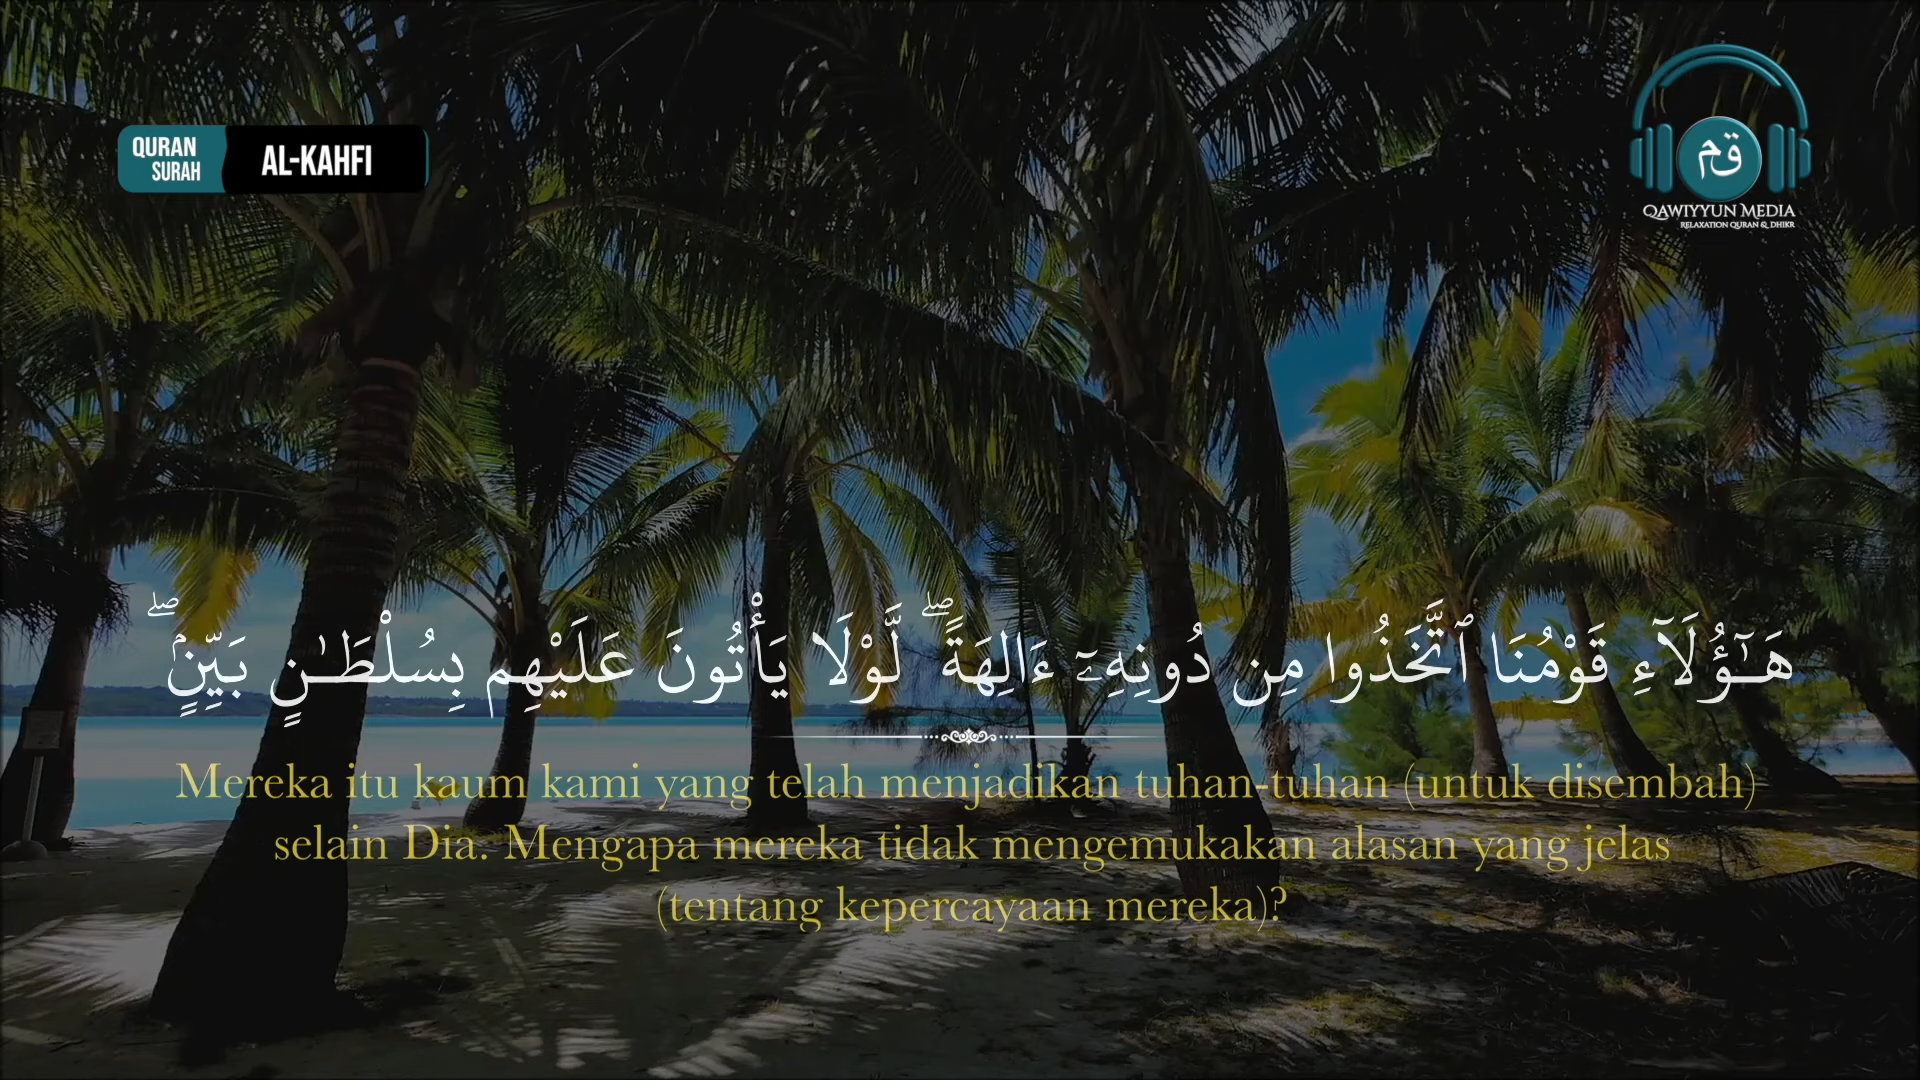 QURAN
SURAH
AL-KAHFI
قم
QAWIYYUN MEDIA
RELAXATION QURAN & DHIKR
هَـٰٓؤُلَآءِ قَوْمُنَا ٱتَّخَذُوا مِن دُونِهِۦٓ ءَالِهَةً ۖ لَّوْلَا يَأْتُونَ عَلَيْهِم بِسُلْطَـٰنٍ بَيِّنٍۢ ۖ
Mereka itu kaum kami yang telah menjadikan tuhan-tuhan (untuk disembah)
selain Dia. Mengapa mereka tidak mengemukakan alasan yang jelas
(tentang kepercayaan mereka)?